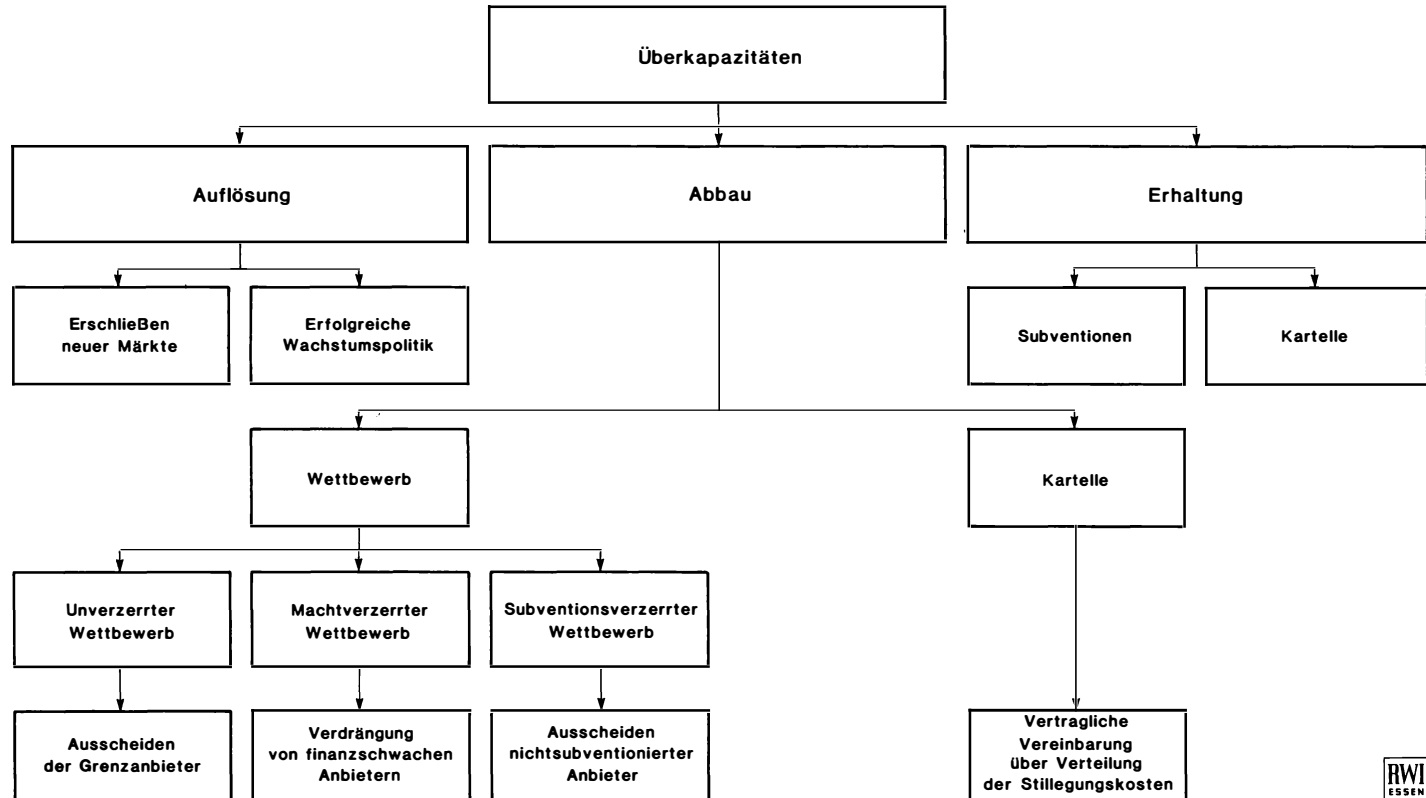 Überkapazitäten
Auflösung
Abbau
Erhaltung
Erschließen
neuer Märkte
Erfolgreiche
Wachstumspolitik
Subventionen
Kartelle
Wettbewerb
Kartelle
Unverzerrter
Wettbewerb
Machtverzerrter
Wettbewerb
Subventionsverzerrter
Wettbewerb
Ausscheiden
der Grenzanbieter
Verdrängung
von finanzschwachen
Anbietern
Ausscheiden
nichtsubventionierter
Anbieter
Vertragliche
Vereinbarung
über Verteilung
der Stillegungskosten
RWI
ESSEN